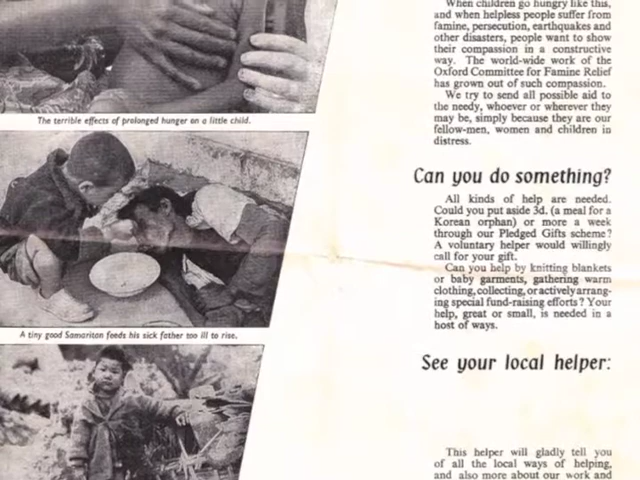 The terrible effects of prolonged hunger on a little child.
A tiny good Samaritan feeds his sick father too ill to rise.
When children go hungry like this,
and when helpless people suffer from
famine, persecution, earthquakes and
other disasters, people want to show
their compassion in a constructive
way. The world-wide work of the
Oxford Committee for Famine Relief
has grown out of such compassion.
We try to send all possible aid to
the needy, whoever or wherever they
may be, simply because they are our
fellow-men, women and children in
distress.
Can you do something?
All kinds of help are needed.
Could you put aside 3d. (a meal for a
Korean orphan) or more a week
through our Pledged Gifts scheme?
A voluntary helper would willingly
call for your gift.
Can you help by knitting blankets
or baby garments, gathering warm
clothing, collecting, or actively arrang-
ing special fund-raising efforts? Your
help, great or small, is needed in a
host of ways.
See your local helper:
This helper will gladly tell you
of all the local ways of helping,
and also more about our work and